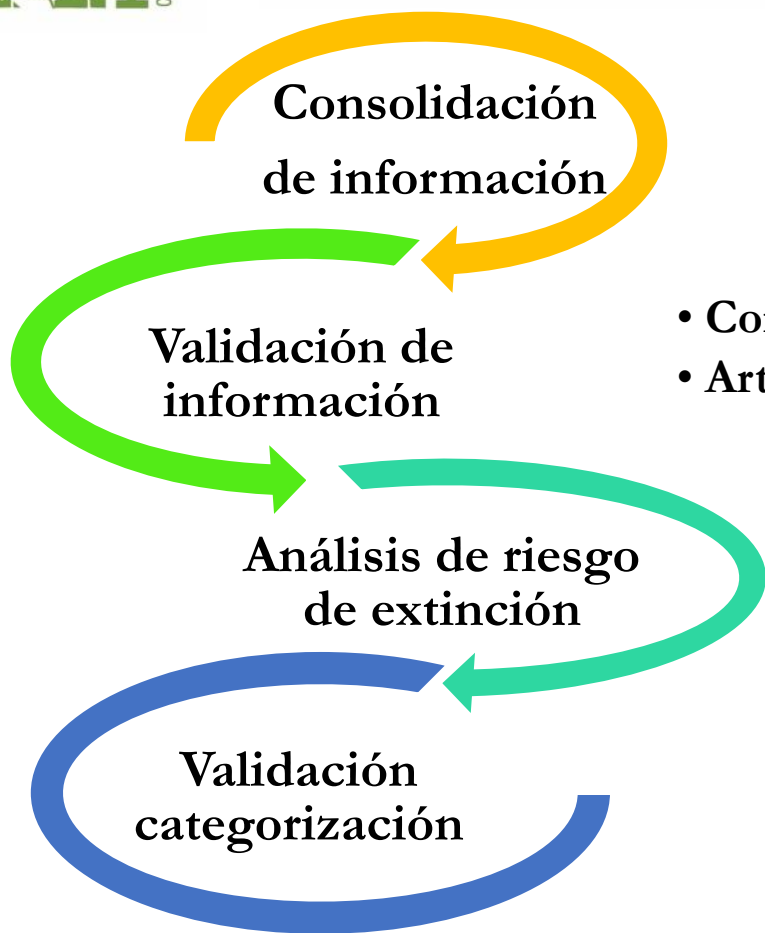 Consolidación
de información
Validación de
información
•
•
Análisis de riesgo
de extinción
Validación
categorización